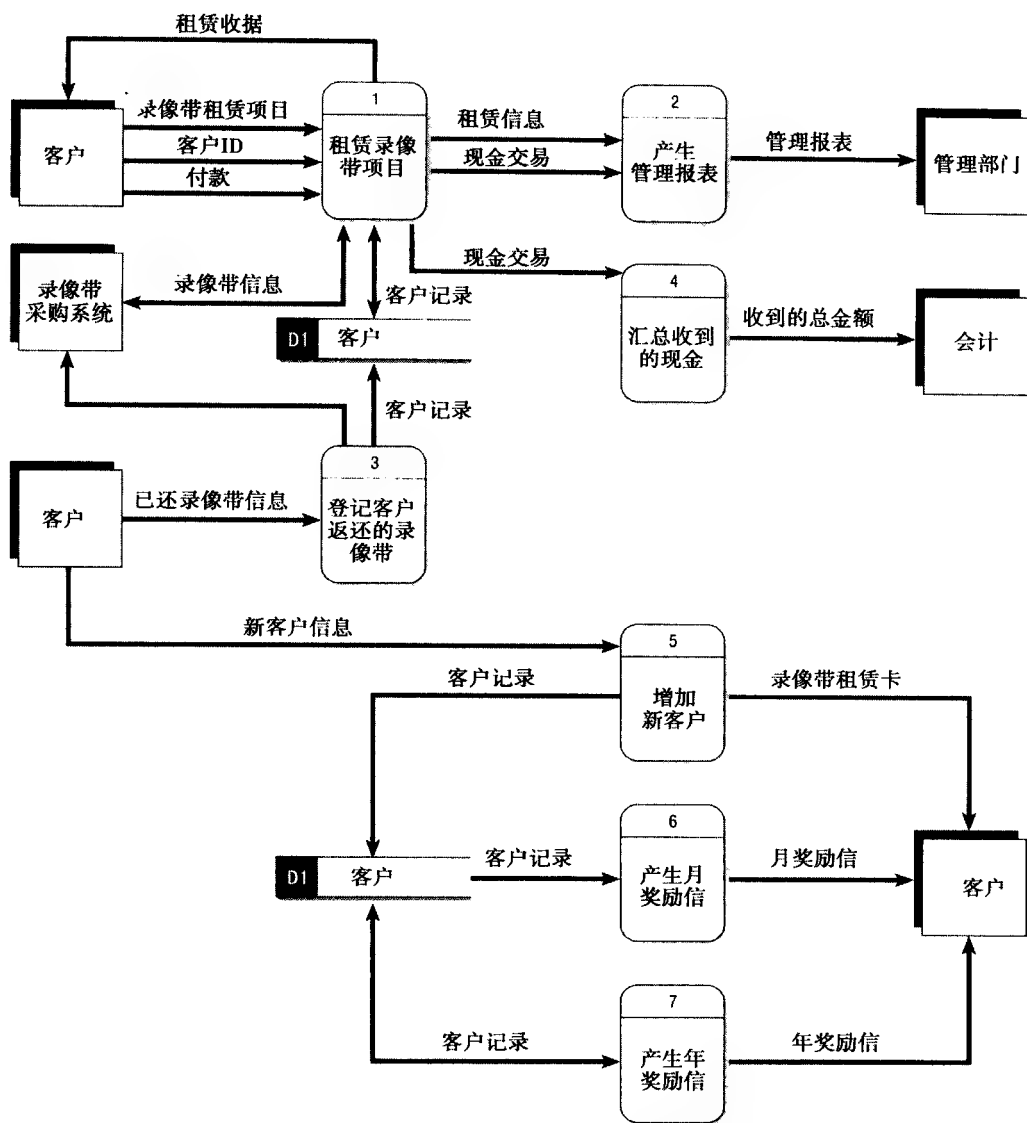 租赁收据
1
2
录像带租赁项目
租赁信息
客户
客户ID
租赁录像
带项目
现金交易
产生
管理报表
管理报表
管理部门
付款
现金交易
录像带
采购系统
录像带信息
客户记录
4
D1
客户
汇总收到
的现金
收到的总金额
会计
客户记录
3
客户
已还录像带信息
登记客户
返还的录
像带
新客户信息
5
客户记录
增加
新客户
录像带租赁卡
6
D1
客户
客户记录
产生月
奖励信
月奖励信
客户
7
客户记录
产生年
奖励信
年奖励信